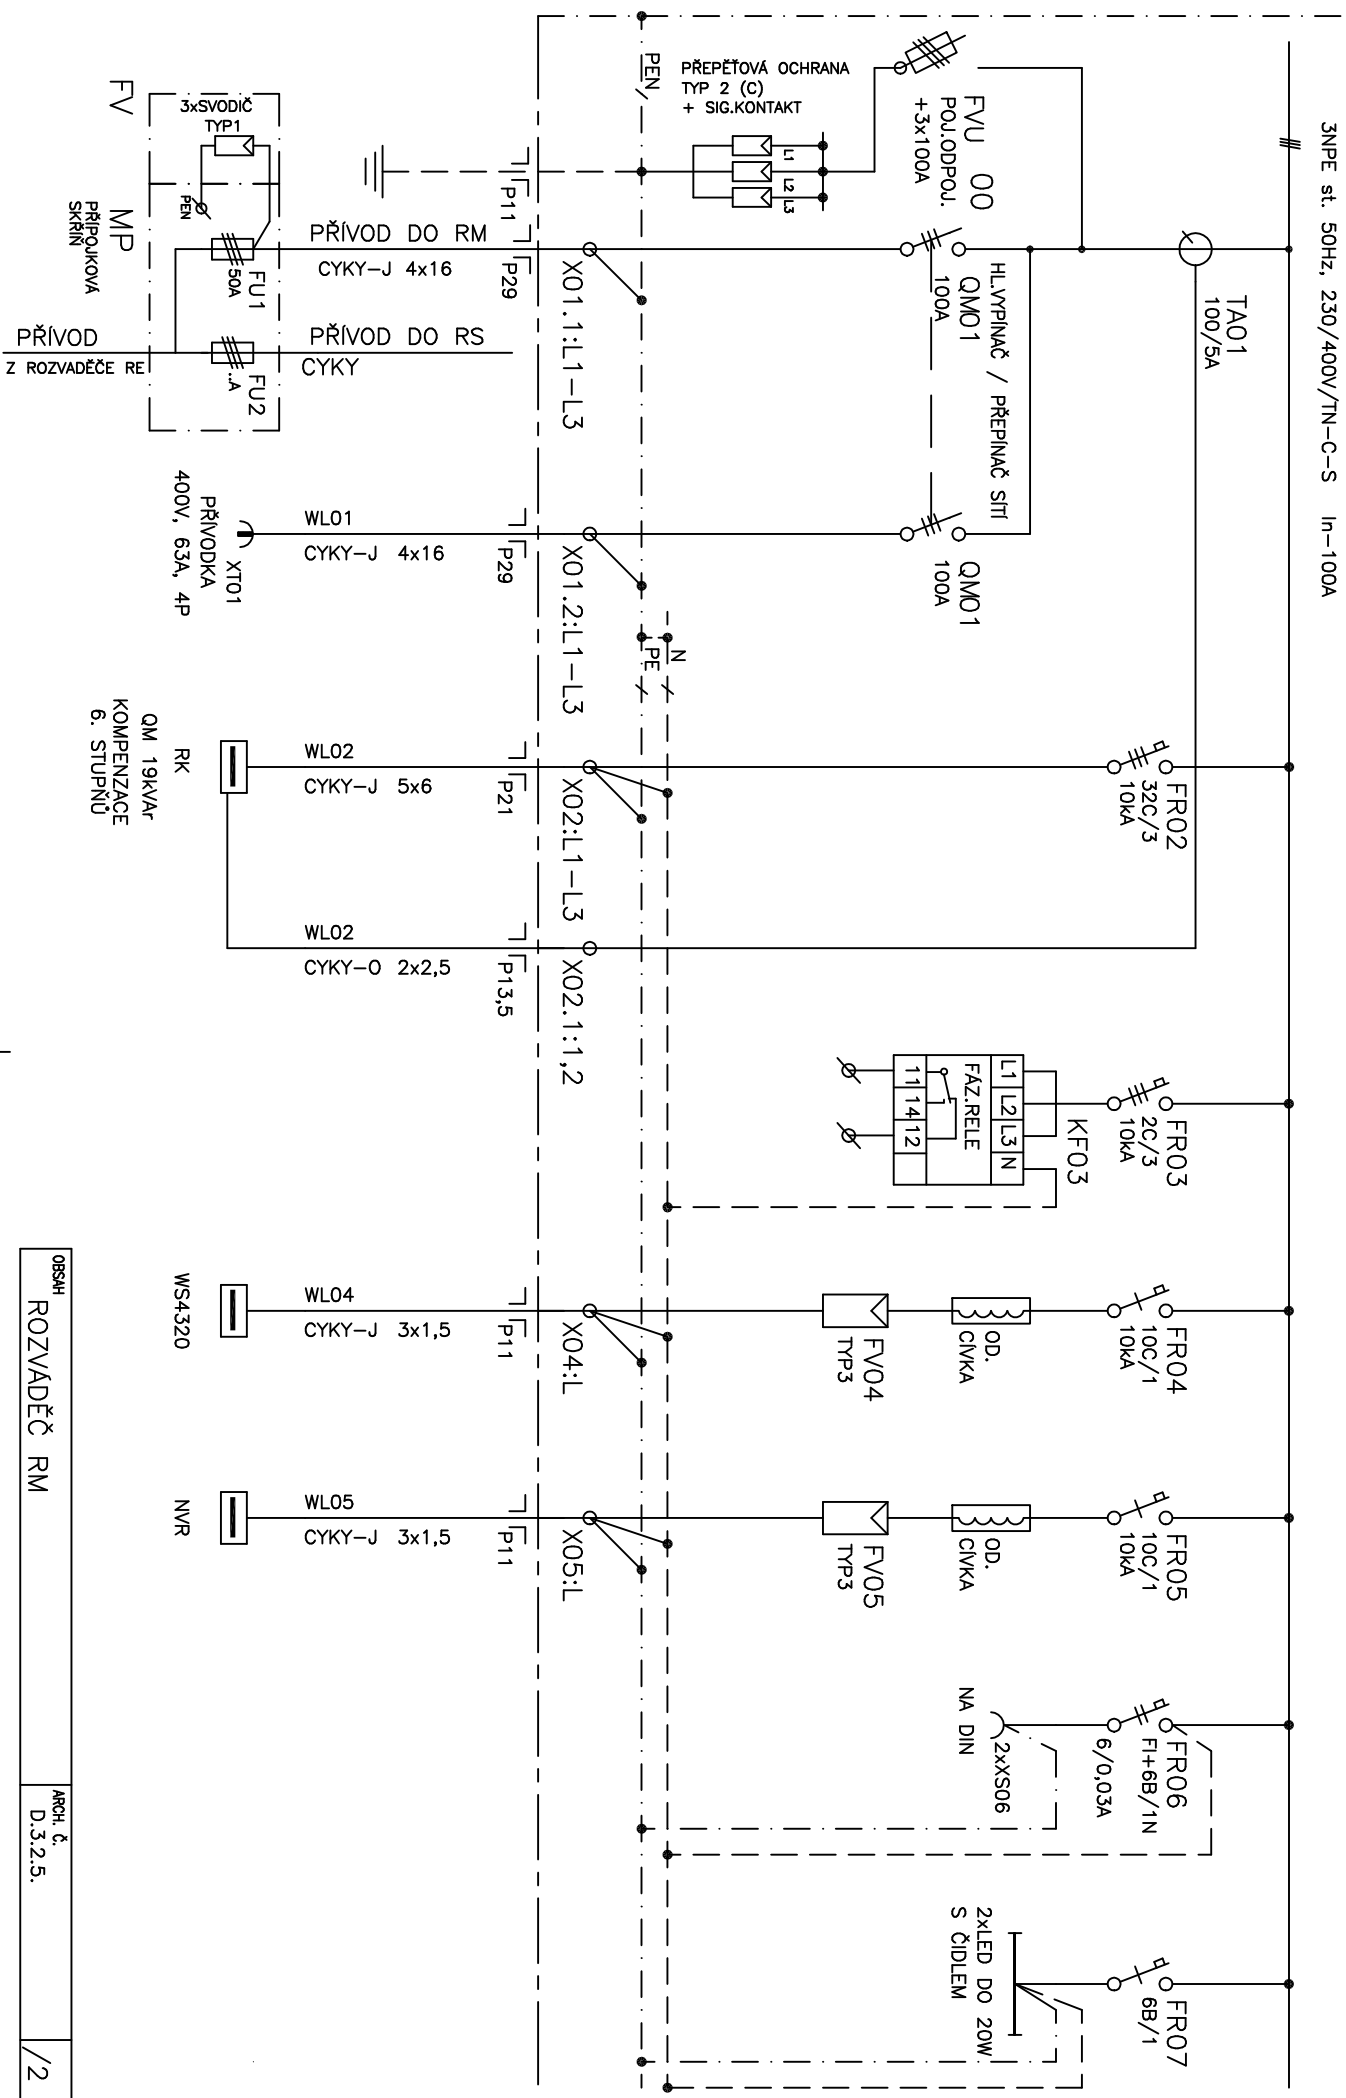 3NPE st. 50Hz, 230/400V/TN-C-S In-100A
TA01
100/5A
FVU 00
POJ.ODPOJ.
+3x100A
HL.VYPÍNAČ / PŘEPÍNAČ SÍTÍ
QM01
100A
QM01
100A
PŘEPĚŤOVÁ OCHRANA
TYP 2 (C)
+ SIG.KONTAKT
L1
L2
L3
PEN
N
PE
FR02
32C/3
10kA
FR03
2C/3
10kA
KF03
L1
L2
L3
N
FÁZ.RELE
11
14
12
FR04
10C/1
10kA
OD.
CÍVKA
FV04
TYP3
FR05
10C/1
10kA
OD.
CÍVKA
FV05
TYP3
FR06
FI+6B/1N
6/0,03A
2xXS06
NA DIN
FR07
6B/1
2xLED DO 20W
S ČIDLEM
X01.1:L1-L3
X01.2:L1-L3
X02:L1-L3
X02.1:1,2
X04:L
X05:L
P11
P29
P29
P21
P13,5
P11
P11
PŘÍVOD DO RM
CYKY-J 4x16
PŘÍVOD DO RS
CYKY
WL01
CYKY-J 4x16
WL02
CYKY-J 5x6
WL02
CYKY-O 2x2,5
WL04
CYKY-J 3x1,5
WL05
CYKY-J 3x1,5
3xSVODIČ
TYP1
PEN
FU1
50A
FU2
..A
FV
MP
PŘÍPOJKOVÁ
SKŘÍŇ
PŘÍVOD
Z ROZVADĚČE RE
XT01
PŘÍVODKA
400V, 63A, 4P
RK
QM 19kVAr
KOMPENZACE
6. STUPŇŮ
WS4320
NVR
OBSAH
ROZVÁDĚČ RM
ARCH. Č.
D.3.2.5.
/2